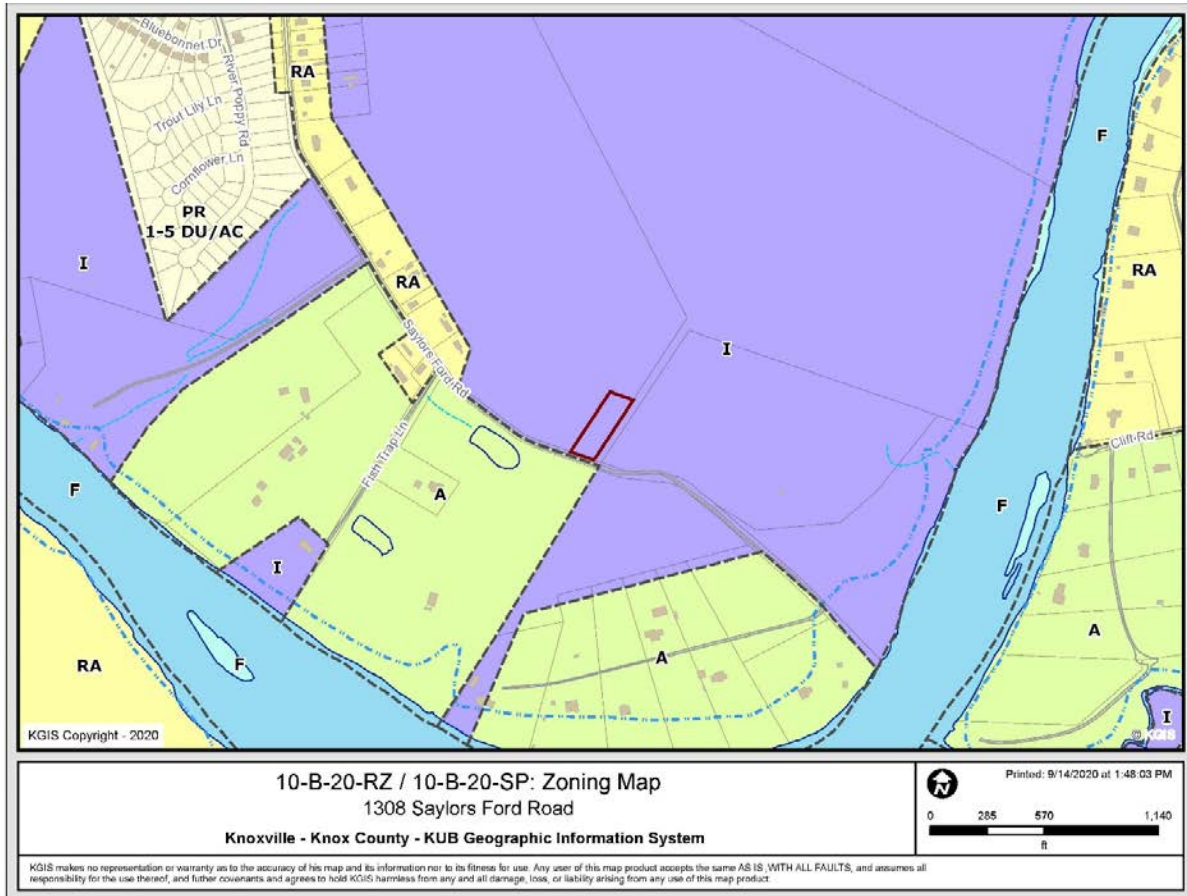 Bluebonnet Dr
River Poppy Rd
RA
Trout Lily Ln
Cornflower Ln
F
PR
1-5 DU/AC
I
RA
RA
Saylors Ford Rd
I
Clift Rd
Fish Trap Ln
F
A
F
I
A
RA
F
A
I
KGIS Copyright - 2020
© KGIS
10-B-20-RZ / 10-B-20-SP: Zoning Map
1308 Saylors Ford Road
Knoxville - Knox County - KUB Geographic Information System
Printed: 9/14/2020 at 1:48:03 PM
0 285 570 1,140
ft
KGIS makes no representation or warranty as to the accuracy of his map and its information nor to its fitness for use. Any user of this map product accepts the same AS IS ,WITH ALL FAULTS, and assumes all
responsibility for the use thereof, and futher covenants and agrees to hold KGIS harmless from any and all damage, loss, or liability arising from any use of this map product.